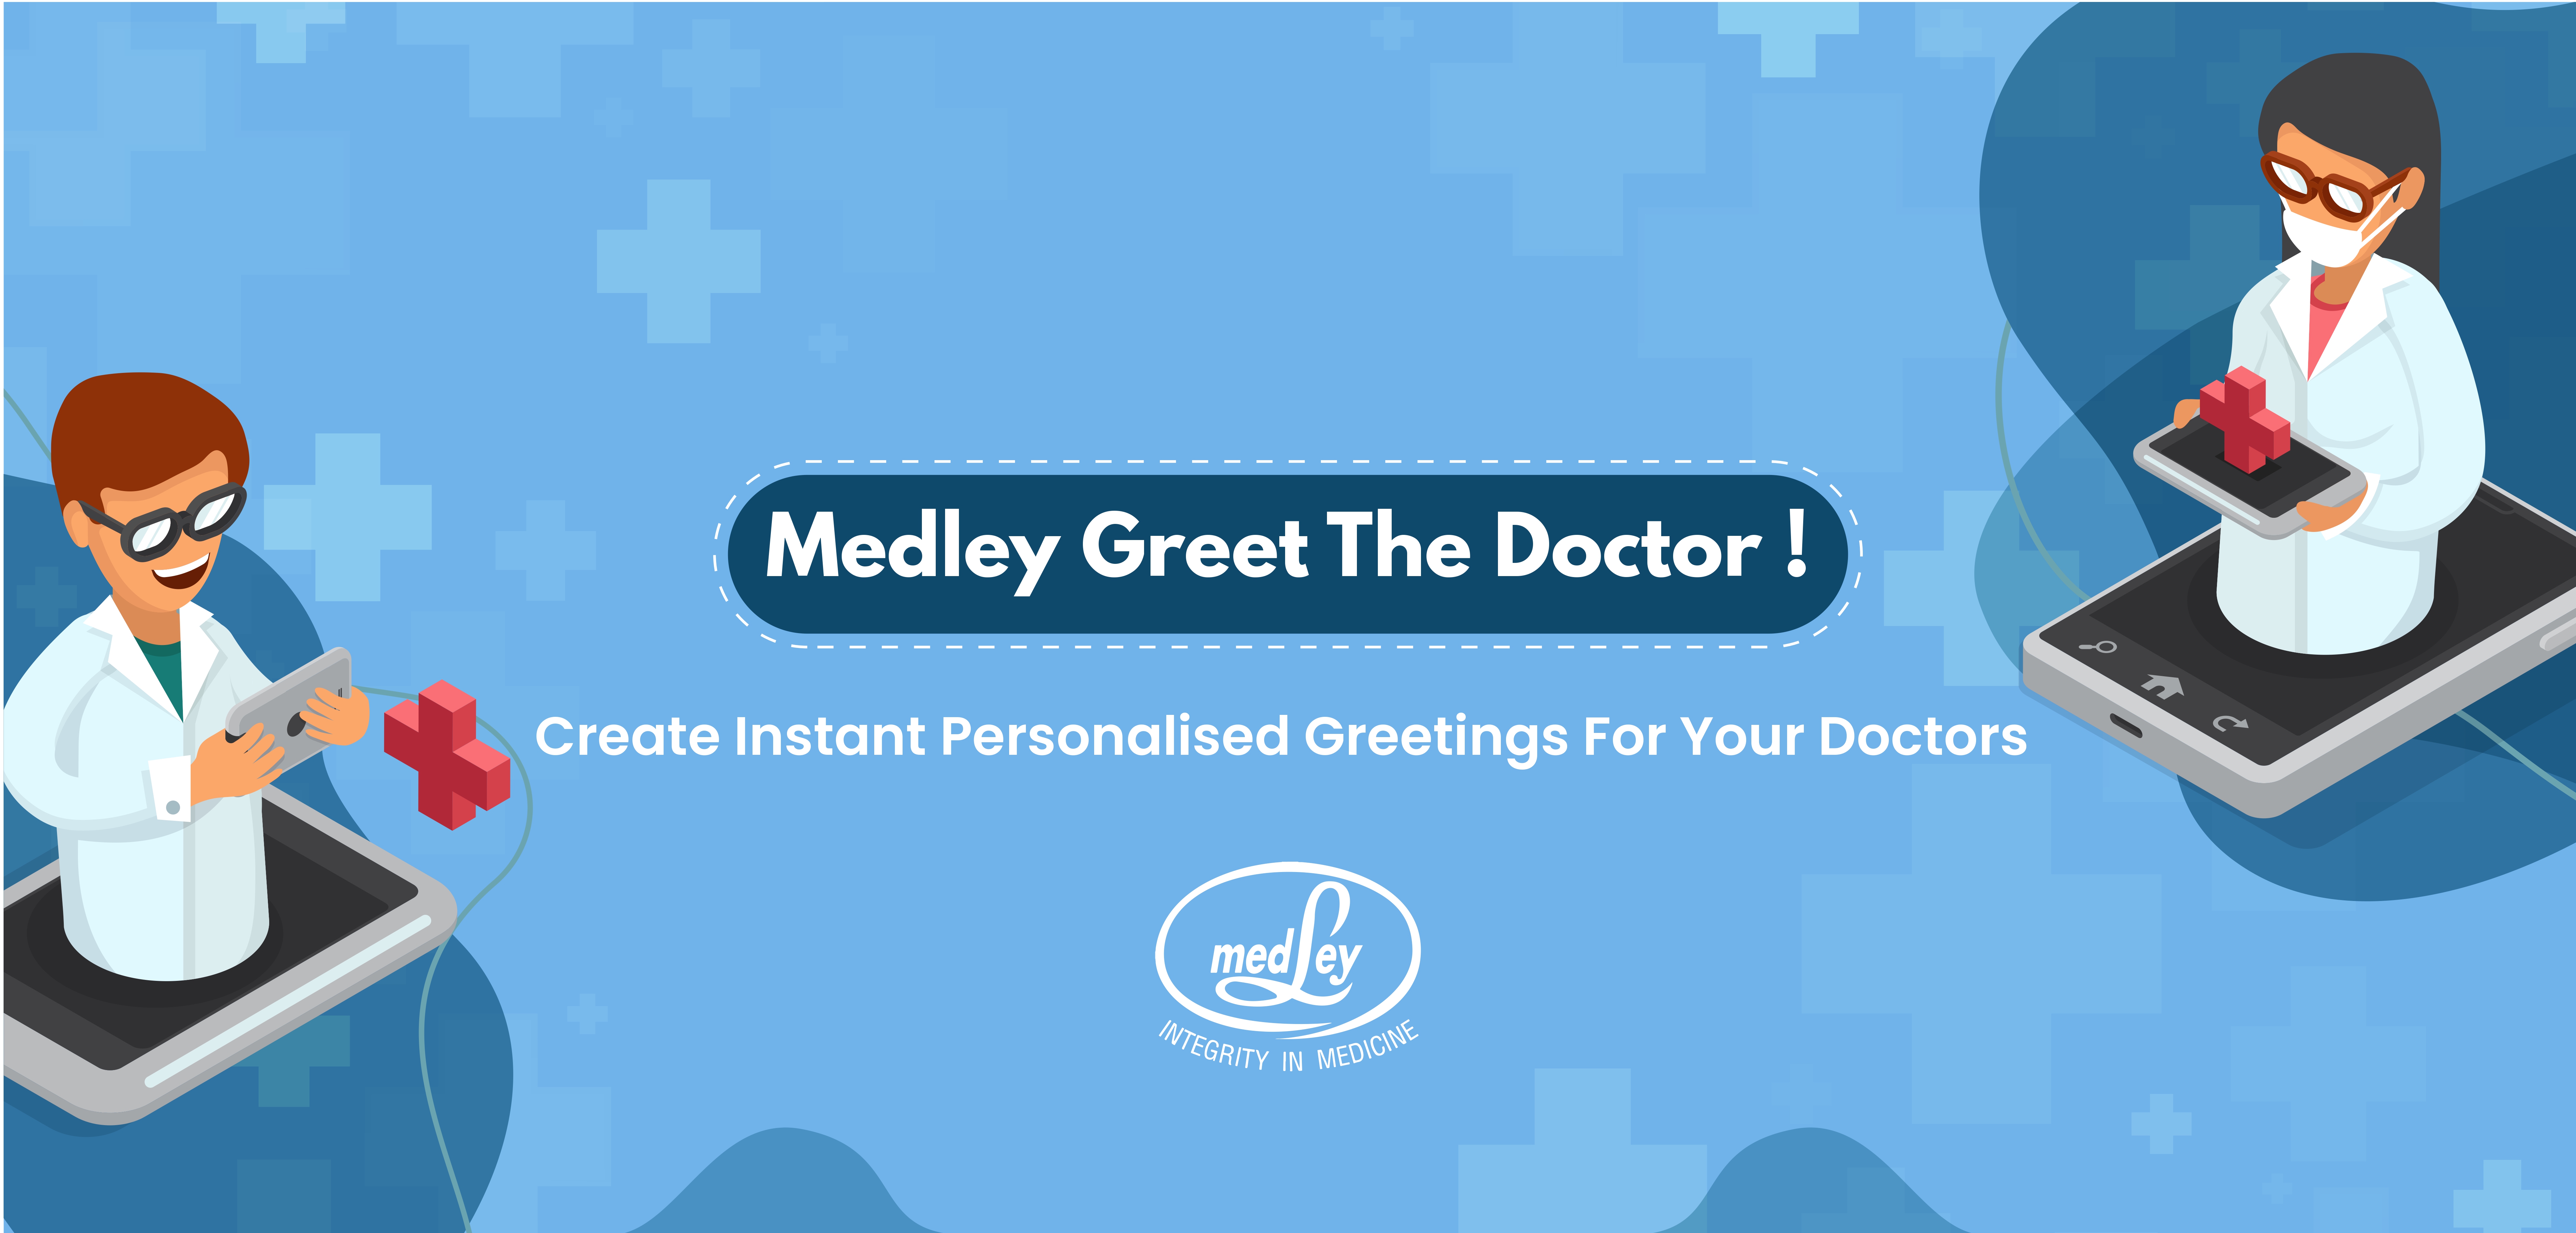 Medley Greet The Doctor !
Create Instant Personalised Greetings For Your Doctors
medLey
INTEGRITY IN MEDICINE